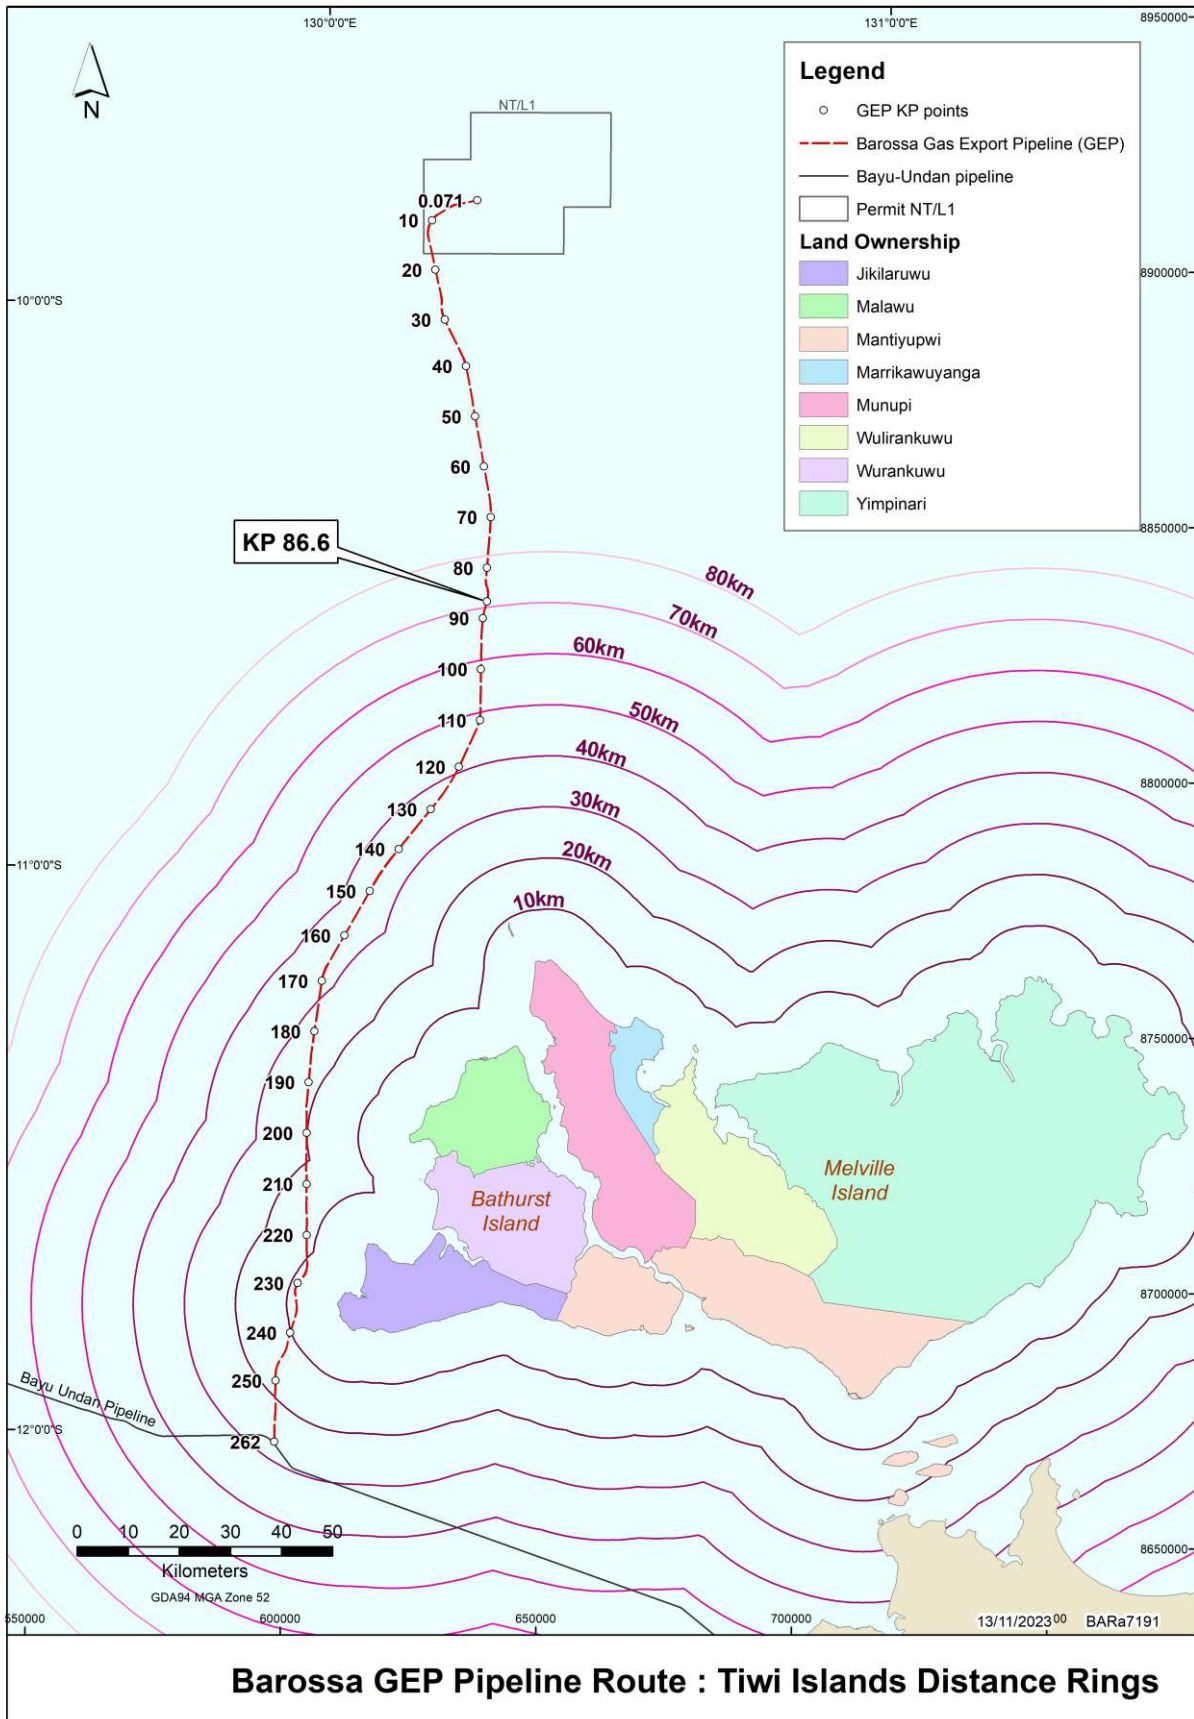 130°0'0"E
131°0'0"E
8950000
N
NT/L1
Legend
GEP KP points
Barossa Gas Export Pipeline (GEP)
Bayu-Undan pipeline
Permit NT/L1
Land Ownership
Jikilaruwu
Malawu
Mantiyupwi
Marrikawuyanga
Munupi
Wulirankuwu
Wurankuwu
Yimpinari
0.071
10
20
8900000
10°0'0"S
30
40
50
60
70
8850000
KP 86.6
80
80km
90
70km
60km
100
50km
110
40km
120
8800000
30km
130
140
20km
11°0'0"S
150
10km
160
170
180
8750000
190
200
Melville
Island
210
Bathurst
Island
220
230
8700000
240
250
Bayu Undan Pipeline
12°0'0"S
262
0 10 20 30 40 50
Kilometers
GDA94 MGA Zone 52
8650000
550000
600000
650000
700000
13/11/2023
00
BARa7191
Barossa GEP Pipeline Route : Tiwi Islands Distance Rings